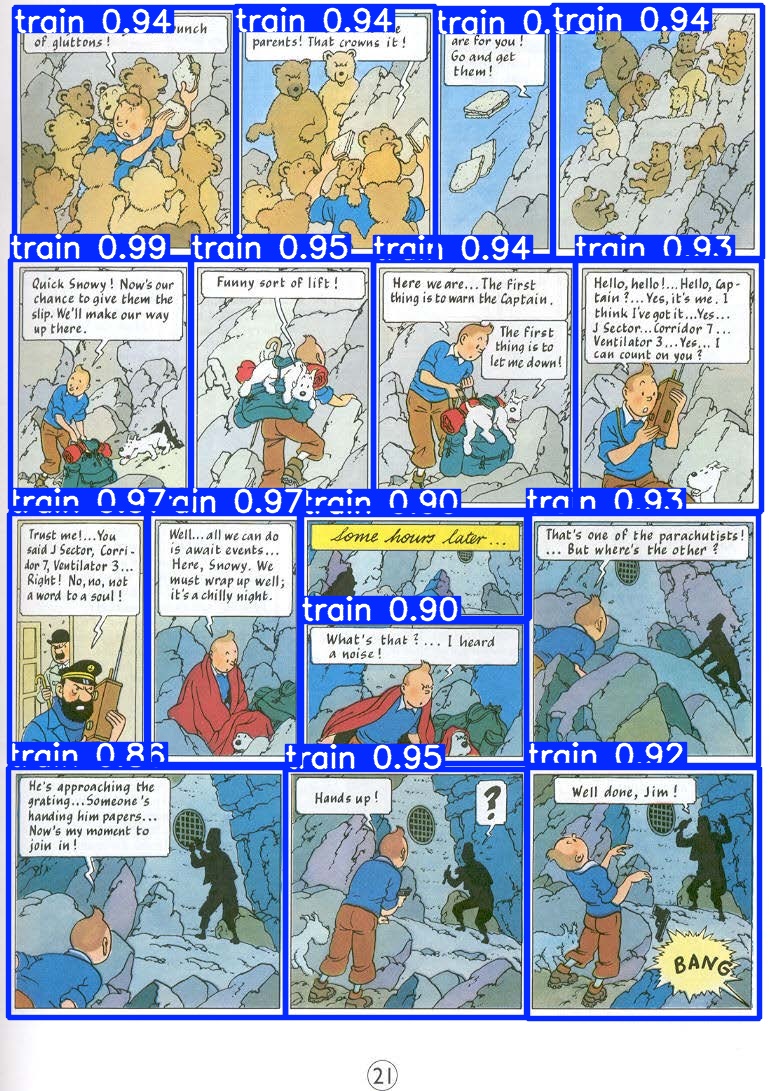 train 0.94
unch
of gluttons !
train 0.94
e
parents! That crowns it !
train 0.
are for you !
Go and get
them !
train 0.94
train 0.99
Quick Snowy ! Now's our
chance to give them the
slip. We'll make our way
up there.
train 0.95
Funny sort of lift !
train 0.94
Here we are... The first
thing is to warn the Captain.
The first
thing is to
let me down!
train 0.93
Hello, hello !... Hello, Cap-
tain ?... Yes, it's me. I
think I've got it... Yes...
J Sector... Corridor 7...
Ventilator 3... Yes... I
can count on you ?
train 0.97
Trust me!... You
said J Sector, Corri-
dor 7, Ventilator 3...
Right! No, no, not
a word to a soul !
rain 0.97
Well... all we can do
is await events...
Here, Snowy. We
must wrap up well;
it's a chilly night.
train 0.90
Some hours later...
train 0.90
What's that ?... I heard
a noise!
train 0.93
That's one of the parachutists!
... But where's the other ?
train 0.86
He's approaching the
grating... Someone's
handing him papers...
Now's my moment to
join in !
train 0.95
Hands up !
?
train 0.92
Well done, Jim !
BANG
21